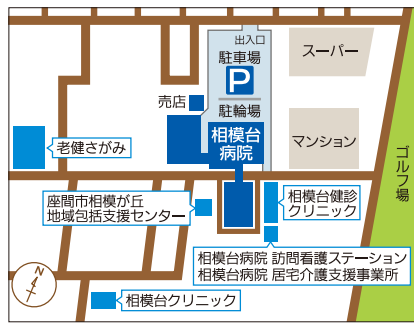 出入口
駐車場
P
駐輪場
スーパー
売店
相模台
病院
マンション
老健さがみ
ゴルフ場
座間市相模が丘
地域包括支援センター
相模台健診
クリニック
相模台病院 訪問看護ステーション
相模台病院 居宅介護支援事業所
N
相模台クリニック